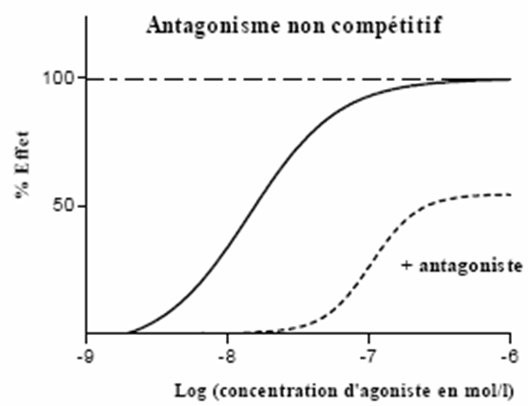 Antagonisme non compétitif
100
% Effet
50
+ antagoniste
-9
-8
-7
-6
Log (concentration d'agoniste en mol/l)